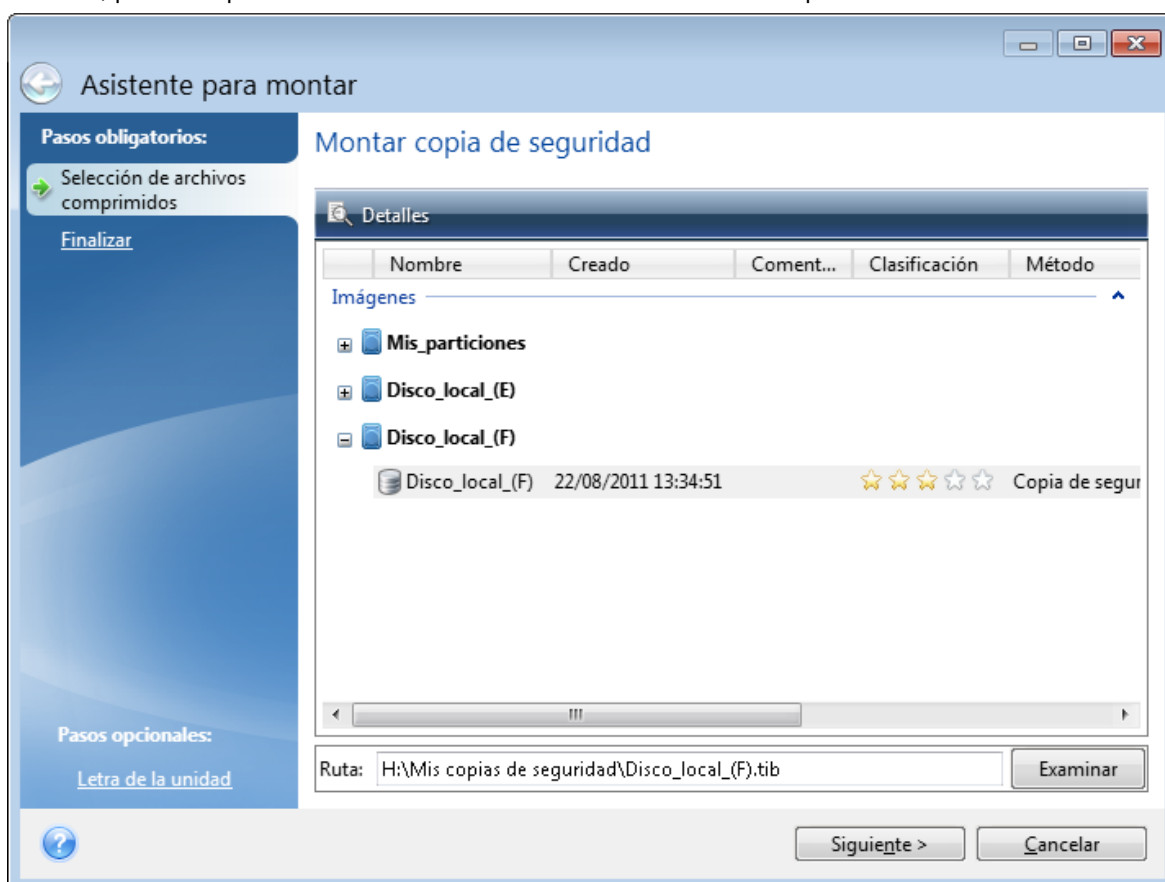 Asistente para montar
Pasos obligatorios:
Selección de archivos
comprimidos
Finalizar
Montar copia de seguridad
Detalles
Nombre Creado Coment... Clasificación Método
Imágenes
Mis_particiones
Disco_local_(E)
Disco_local_(F)
Disco_local_(F) 22/08/2011 13:34:51 Copia de segur
Pasos opcionales:
Letra de la unidad
Ruta: H:\Mis copias de seguridad\Disco_local_(F).tib Examinar
Siguiente > Cancelar